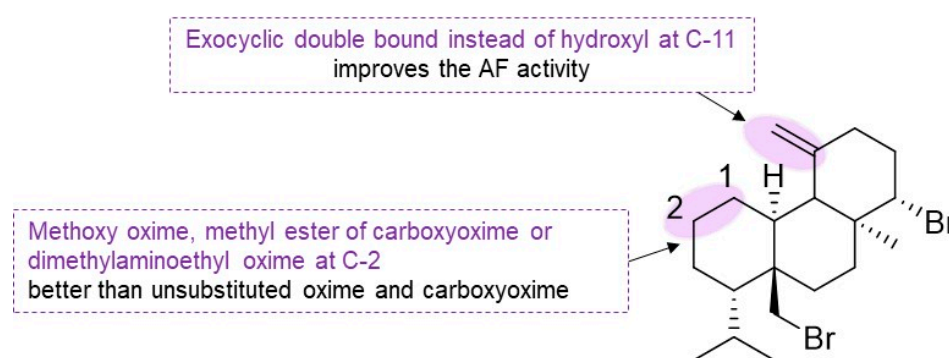 Exocyclic double bound instead of hydroxyl at C-11
improves the AF activity
1
H
2
Br
Methoxy oxime, methyl ester of carboxyoxime or
dimethylaminoethyl oxime at C-2
better than unsubstituted oxime and carboxyoxime
Br